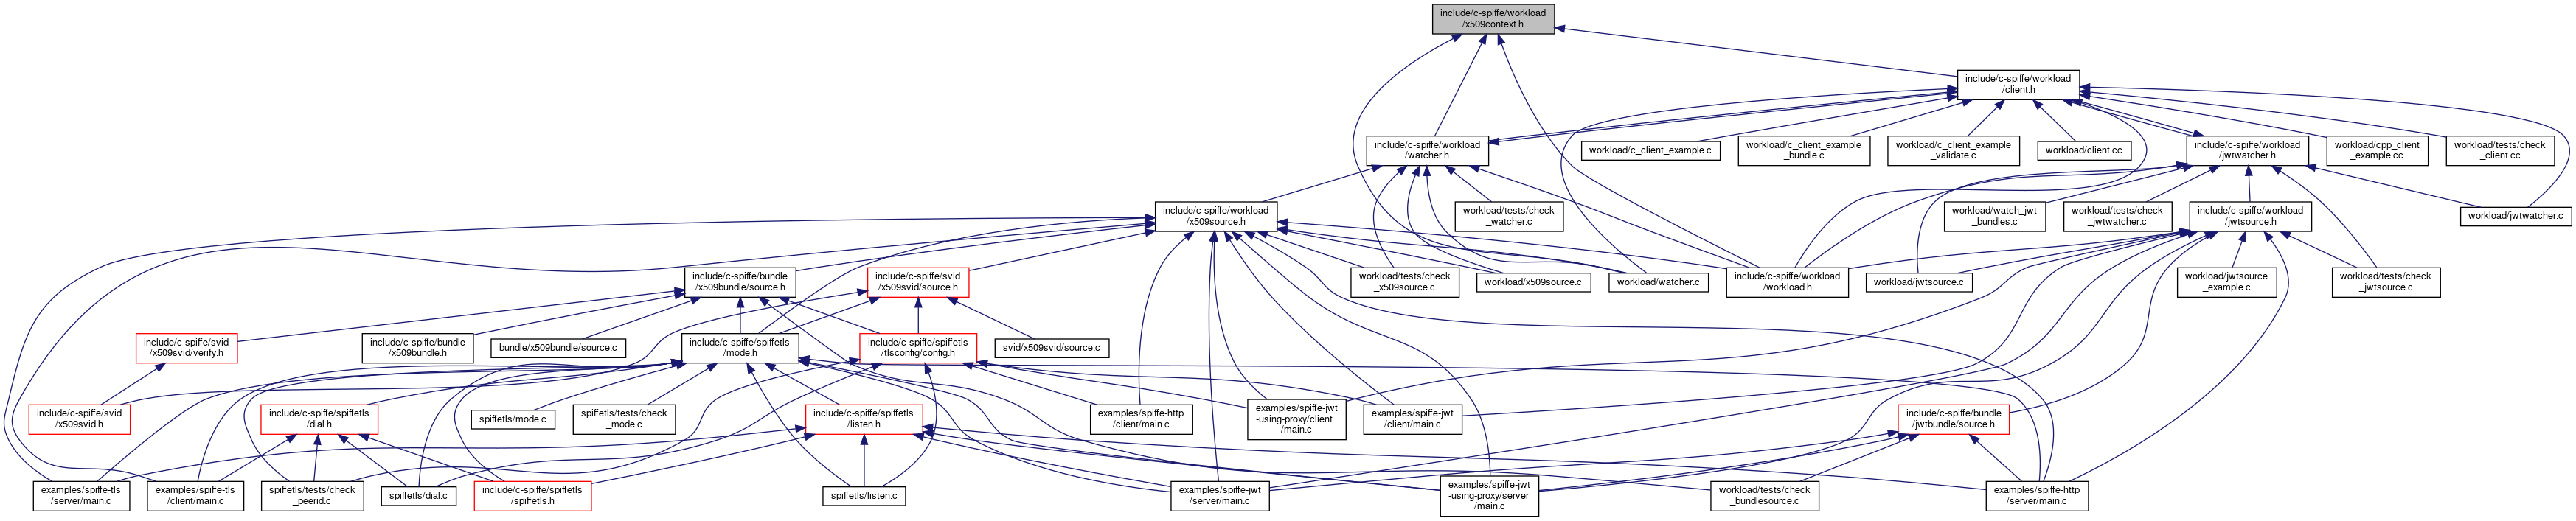 include/c-spiffe/workload
/x509context.h
include/c-spiffe/workload
/client.h
include/c-spiffe/workload
/watcher.h
workload/c_client_example.c
workload/c_client_example
_bundle.c
workload/c_client_example
_validate.c
workload/client.cc
include/c-spiffe/workload
/jwtwatcher.h
workload/cpp_client
_example.cc
workload/tests/check
_client.cc
include/c-spiffe/workload
/x509source.h
workload/tests/check
_watcher.c
workload/watch_jwt
_bundles.c
workload/tests/check
_jwtwatcher.c
include/c-spiffe/workload
/jwtsource.h
workload/jwtwatcher.c
include/c-spiffe/bundle
/x509bundle/source.h
include/c-spiffe/svid
/x509svid/source.h
workload/tests/check
_x509source.c
workload/x509source.c
workload/watcher.c
include/c-spiffe/workload
/workload.h
workload/jwtsource.c
workload/jwtsource
_example.c
workload/tests/check
_jwtsource.c
include/c-spiffe/svid
/x509svid/verify.h
include/c-spiffe/bundle
/x509bundle.h
bundle/x509bundle/source.c
include/c-spiffe/spiffetls
/mode.h
include/c-spiffe/spiffetls
/tlsconfig/config.h
svid/x509svid/source.c
include/c-spiffe/svid
/x509svid.h
include/c-spiffe/spiffetls
/dial.h
spiffetls/mode.c
spiffetls/tests/check
_mode.c
include/c-spiffe/spiffetls
/listen.h
examples/spiffe-http
/client/main.c
examples/spiffe-jwt
-using-proxy/client
/main.c
examples/spiffe-jwt
/client/main.c
include/c-spiffe/bundle
/jwtbundle/source.h
examples/spiffe-tls
/server/main.c
examples/spiffe-tls
/client/main.c
spiffetls/tests/check
_peerid.c
spiffetls/dial.c
include/c-spiffe/spiffetls
/spiffetls.h
spiffetls/listen.c
examples/spiffe-jwt
/server/main.c
examples/spiffe-jwt
-using-proxy/server
/main.c
workload/tests/check
_bundlesource.c
examples/spiffe-http
/server/main.c